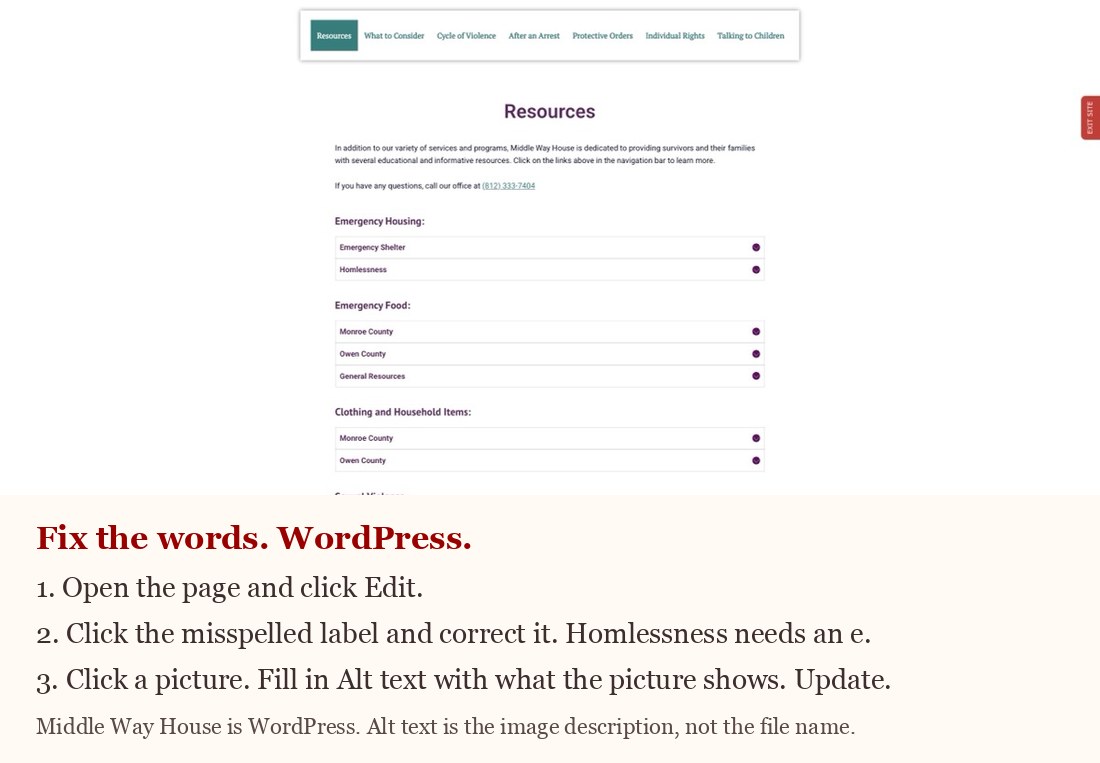 Resources What to Consider Cycle of Violence After an Arrest Protective Orders Individual Rights Talking to Children
EXIT SITE
Resources
In addition to our variety of services and programs, Middle Way House is dedicated to providing survivors and their families
with several educational and informative resources. Click on the links above in the navigation bar to learn more.
If you have any questions, call our office at (812) 333-7404
Emergency Housing:
Emergency Shelter
Homlessness
Emergency Food:
Monroe County
Owen County
General Resources
Clothing and Household Items:
Monroe County
Owen County
Fix the words. WordPress.
1. Open the page and click Edit.
2. Click the misspelled label and correct it. Homlessness needs an e.
3. Click a picture. Fill in Alt text with what the picture shows. Update.
Middle Way House is WordPress. Alt text is the image description, not the file name.